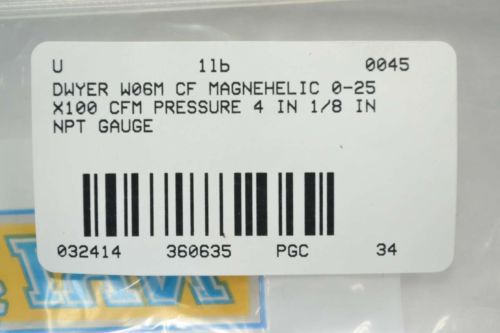 U 1lb 0045
DWYER W06M CF MAGNEHELIC 0-25
X100 CFM PRESSURE 4 IN 1/8 IN
NPT GAUGE
032414 360635 PGC 34